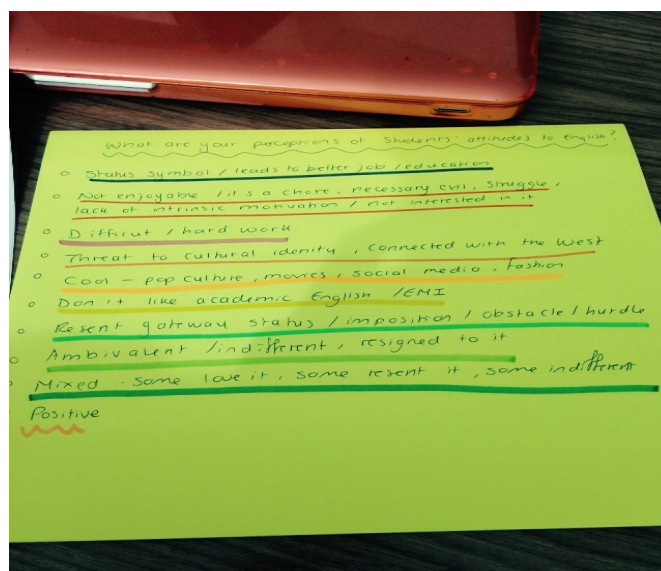 What are your perceptions of students' attitudes to English?
Status symbol / leads to better job / education
Not enjoyable / it's a chore, necessary evil, struggle,
lack of intrinsic motivation / not interested in it
Difficut / hard work
Threat to cultural idenity, connected with the West
Cool - pop culture, movies, social media, fashion
Don't like academic English / EMI
Resent gateway status / imposition / obstacle / hurdle
Ambivalent / indifferent, resigned to it
Mixed - some love it, some resent it, some indifferent
Positive